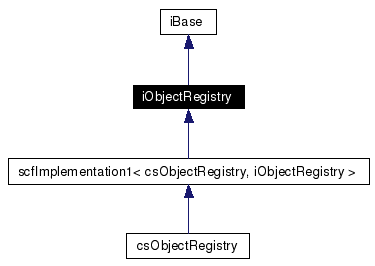 iBase
iObjectRegistry
scfImplementation1< csObjectRegistry, iObjectRegistry >
csObjectRegistry